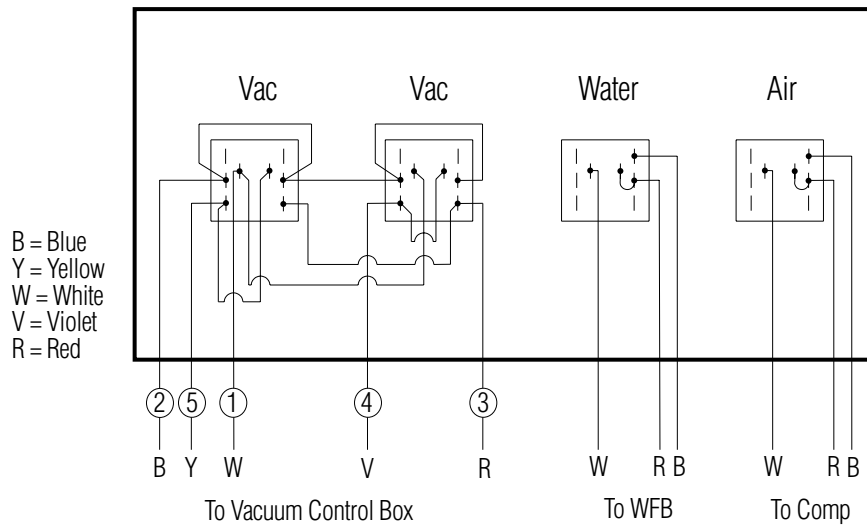 Vac Vac Water Air
B = Blue
Y = Yellow
W = White
V = Violet
R = Red
2 5 1 4 3
B Y W V R W R B W R B
To Vacuum Control Box To WFB To Comp